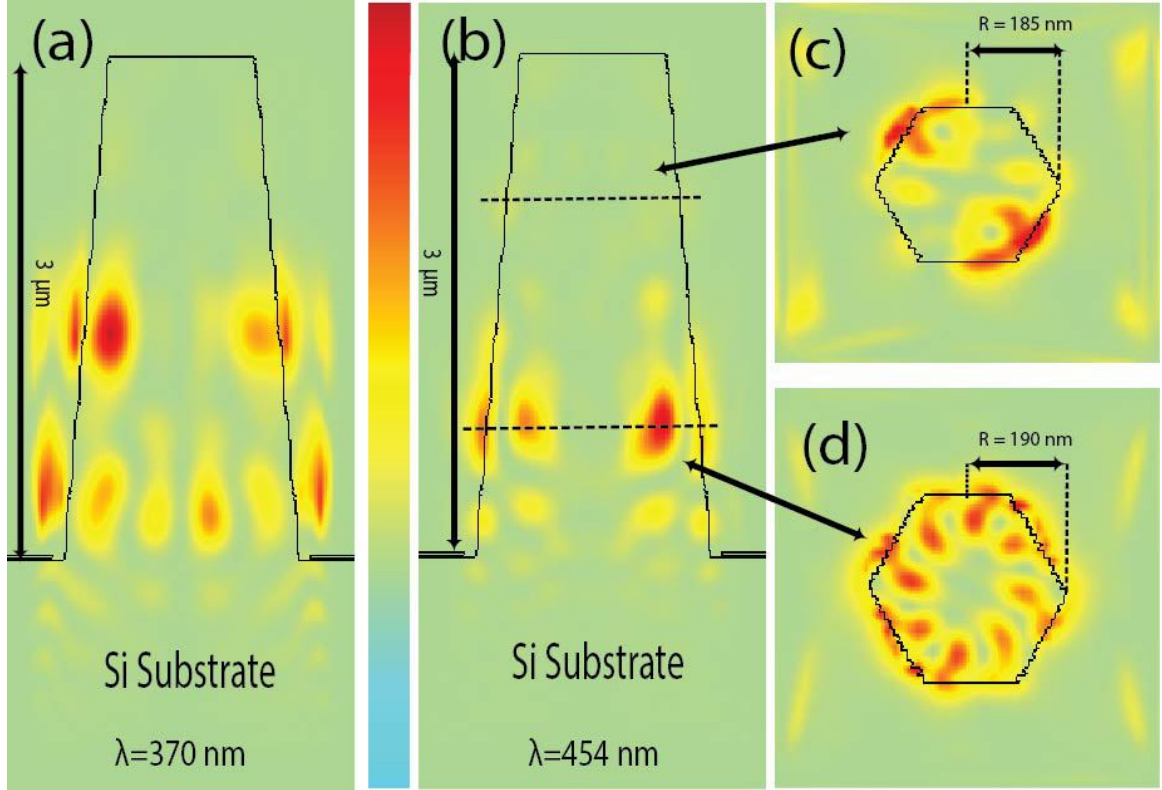 (a)
3 μm
Si Substrate
λ=370 nm
(b)
3 μm
Si Substrate
λ=454 nm
(c)
R = 185 nm
(d)
R = 190 nm